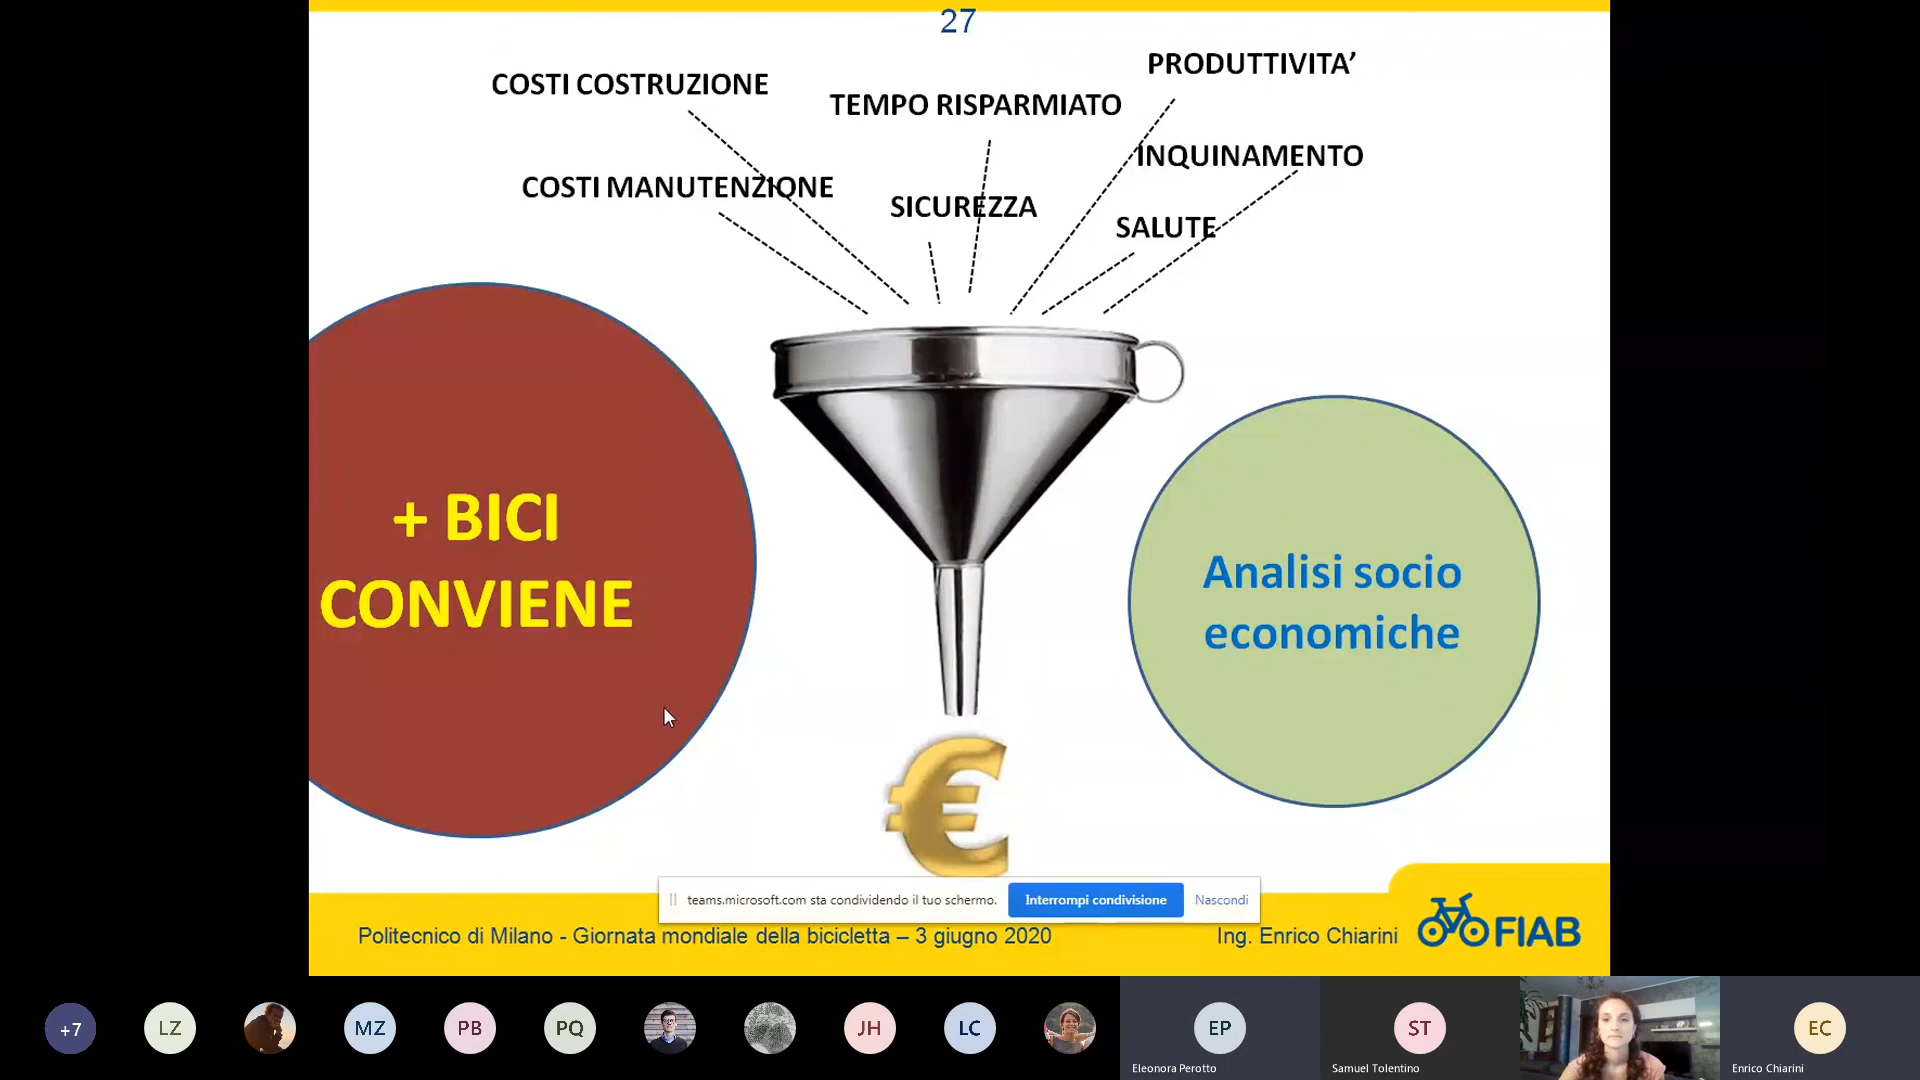 27
COSTI COSTRUZIONE
TEMPO RISPARMIATO
PRODUTTIVITA’
COSTI MANUTENZIONE
SICUREZZA
INQUINAMENTO
SALUTE
+ BICI
CONVIENE
Analisi socio
economiche
€
teams.microsoft.com sta condividendo il tuo schermo.
Interrompi condivisione
Nascondi
Politecnico di Milano - Giornata mondiale della bicicletta – 3 giugno 2020
Ing. Enrico Chiarini
FIAB
+7
LZ
MZ
PB
PQ
JH
LC
EP
Eleonora Perotto
ST
Samuel Tolentino
EC
Enrico Chiarini